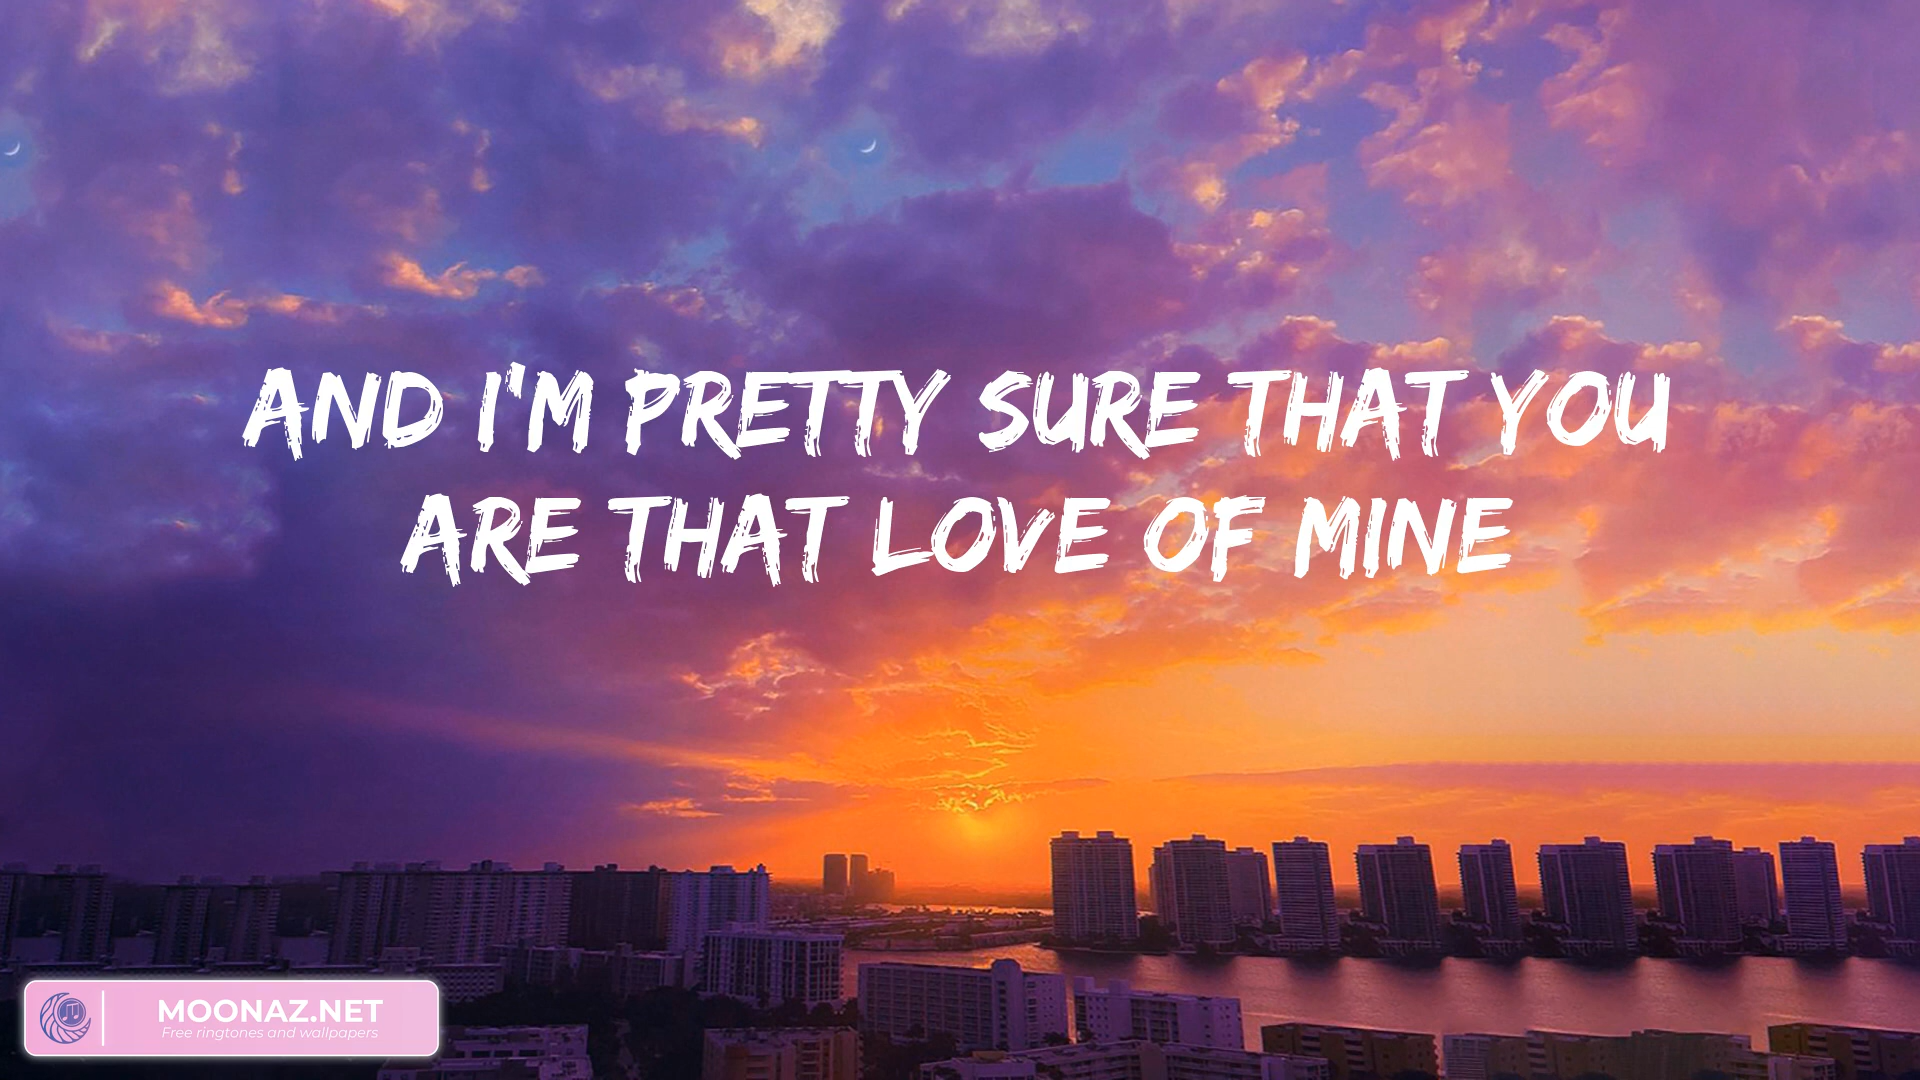 AND I'M PRETTY SURE THAT YOU
ARE THAT LOVE OF MINE
MOONAZ.NET
Free ringtones and wallpapers